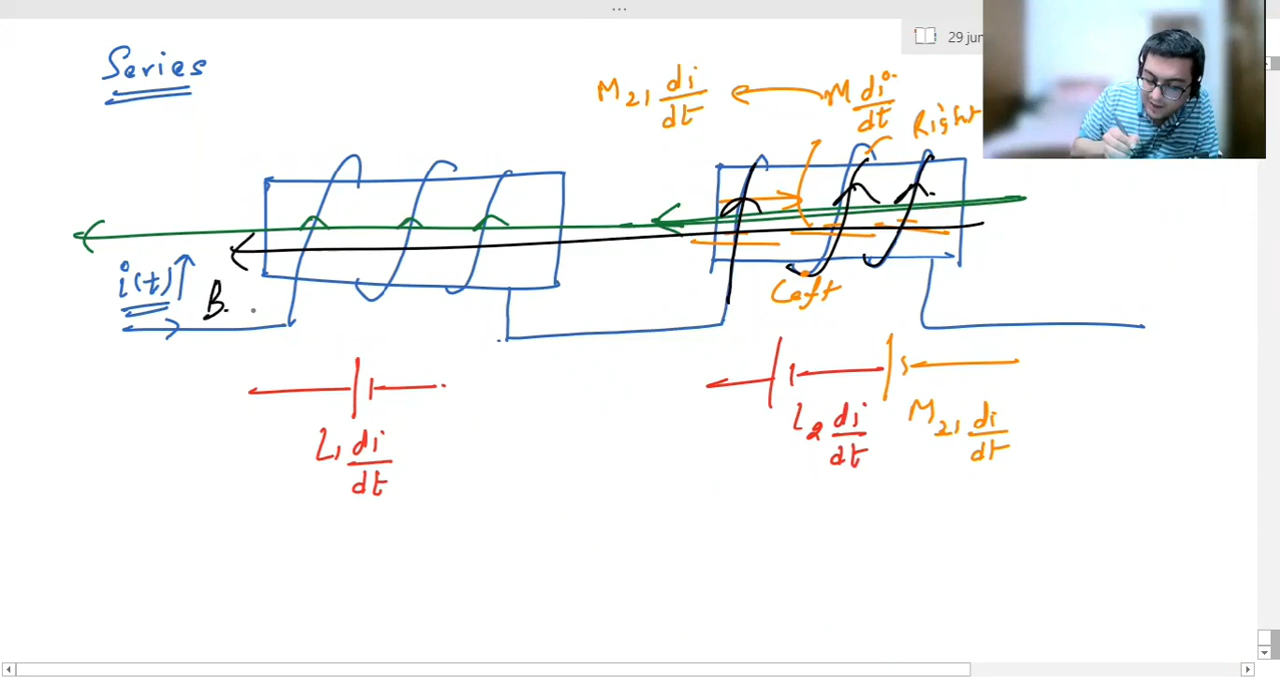 29 jun
Series
M21 di/dt
M di/dt
Right
i(t)
B.
Left
L1 di/dt
L2 di/dt
M21 di/dt